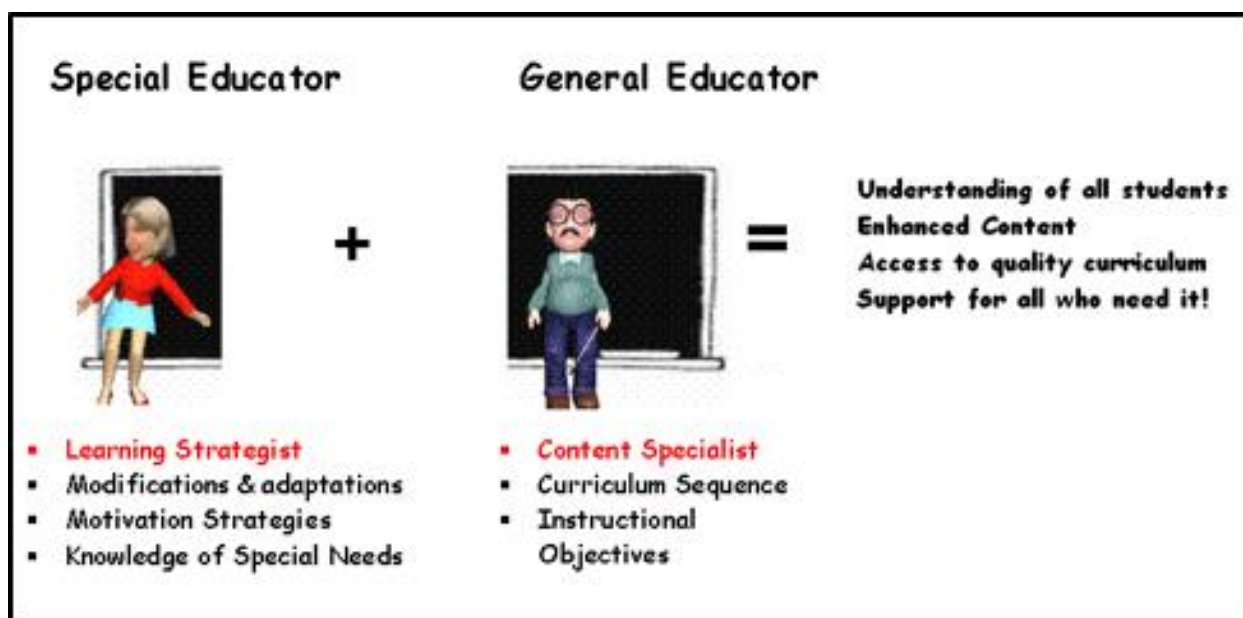 Special Educator
General Educator
+
=
Understanding of all students
Enhanced Content
Access to quality curriculum
Support for all who need it!
▪ Learning Strategist
▪ Modifications & adaptations
▪ Motivation Strategies
▪ Knowledge of Special Needs
▪ Content Specialist
▪ Curriculum Sequence
▪ Instructional
Objectives